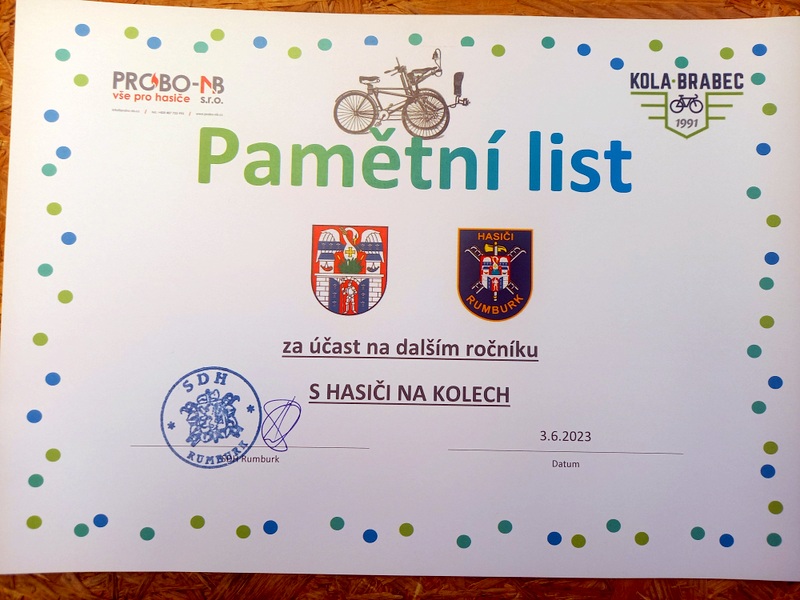 PROBO-NB
vše pro hasiče s.r.o.
KOLA·BRABEC
1991
Pamětní list
HASIČI
RUMBURK
za účast na dalším ročníku
S HASIČI NA KOLECH
SDH
RUMBURK
Rumburk
3.6.2023
Datum